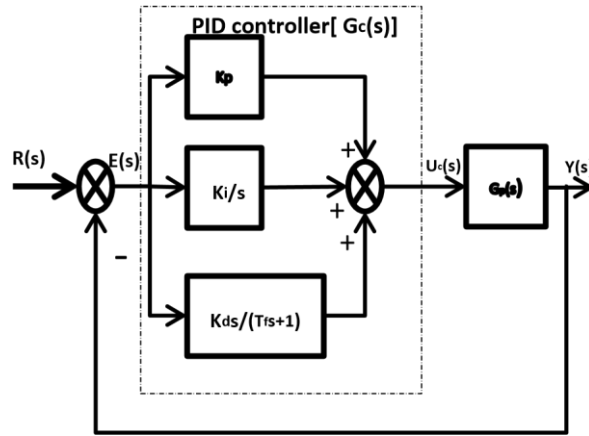 PID controller[ Gc(s)]
Kp
+
R(s)
E(s)
Ki/s
+
Uc(s)
Gp(s)
Y(s
−
+
Kds/(Tfs+1)